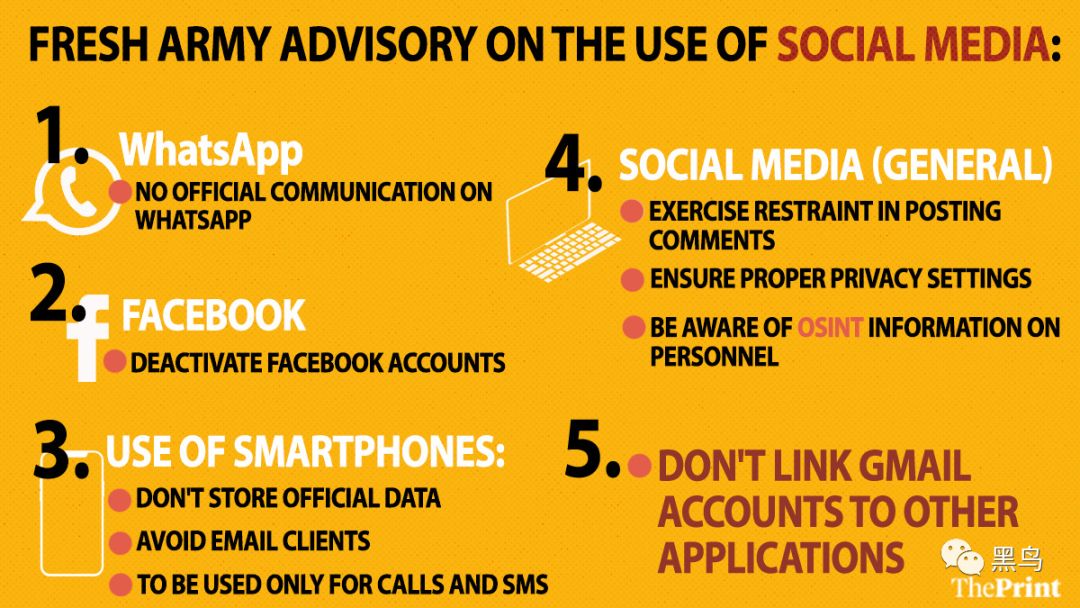 FRESH ARMY ADVISORY ON THE USE OF SOCIAL MEDIA:
1.
WhatsApp
NO OFFICIAL COMMUNICATION ON
WHATSAPP
2.
FACEBOOK
DEACTIVATE FACEBOOK ACCOUNTS
3.
USE OF SMARTPHONES:
DON'T STORE OFFICIAL DATA
AVOID EMAIL CLIENTS
TO BE USED ONLY FOR CALLS AND SMS
4.
SOCIAL MEDIA (GENERAL)
EXERCISE RESTRAINT IN POSTING
COMMENTS
ENSURE PROPER PRIVACY SETTINGS
BE AWARE OF OSINT INFORMATION ON
PERSONNEL
5.
DON'T LINK GMAIL
ACCOUNTS TO OTHER
APPLICATIONS
黑鸟
ThePrint